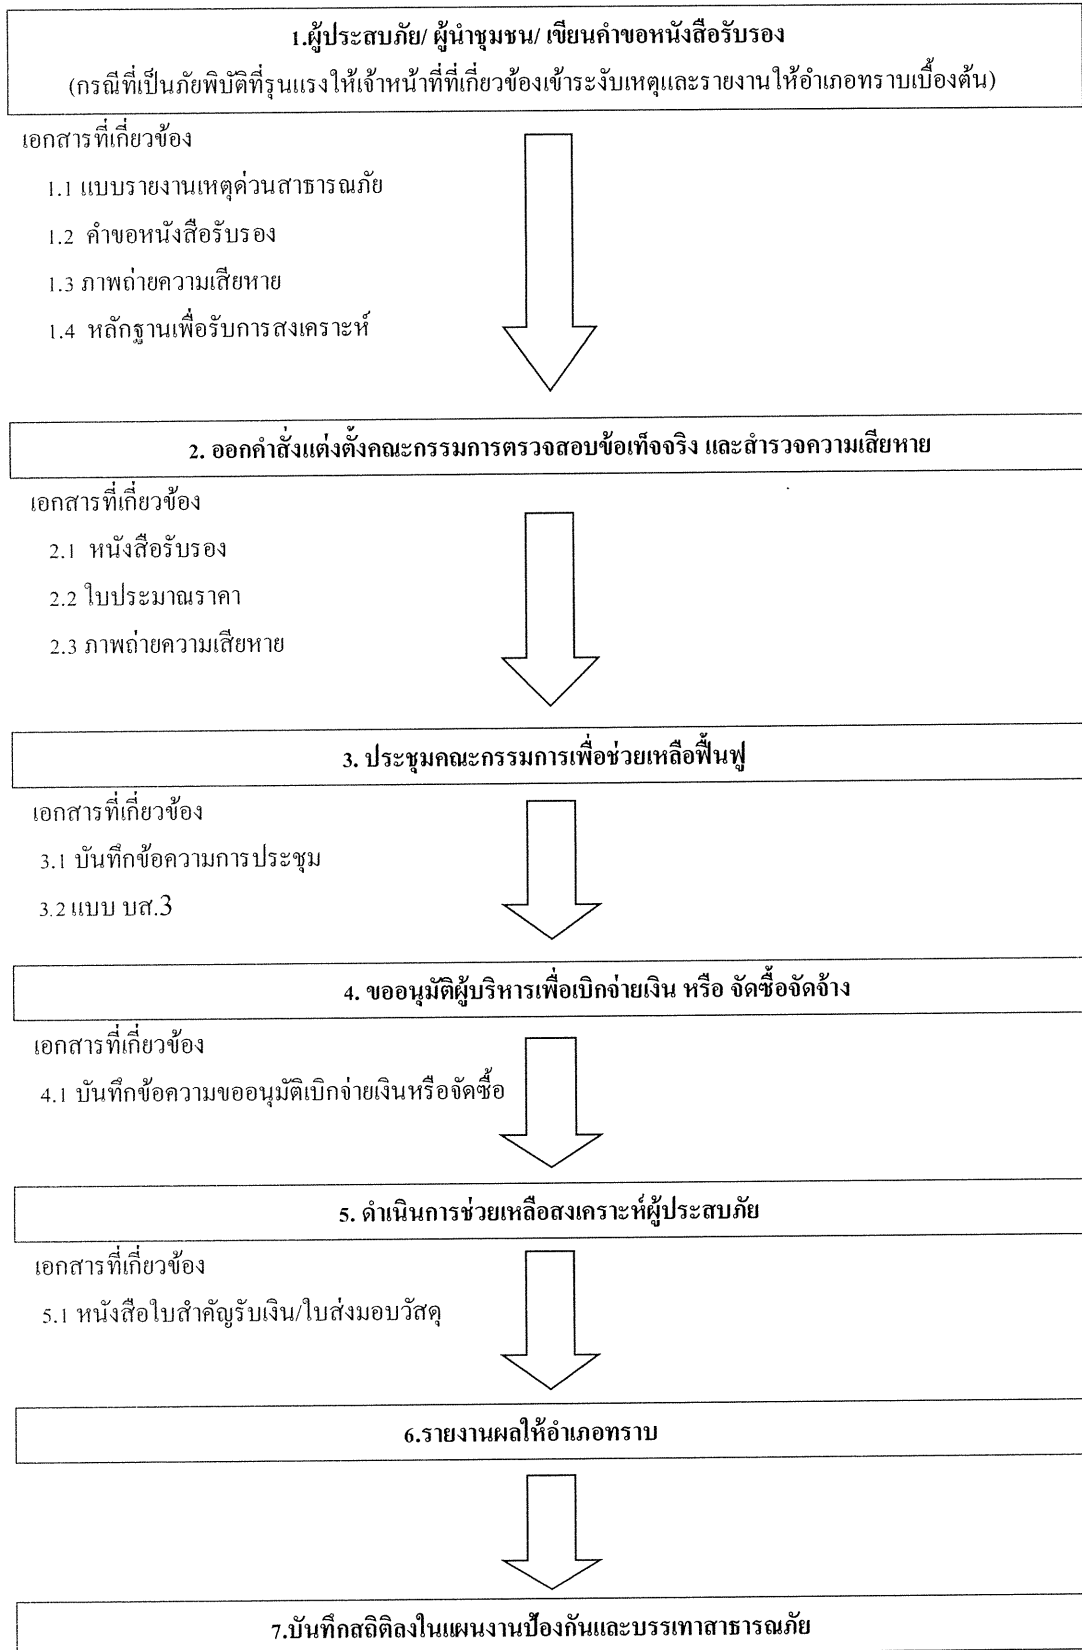 1.ผู้ประสบภัย/ ผู้นำชุมชน/ เขียนคำขอหนังสือรับรอง
(กรณีที่เป็นภัยพิบัติที่รุนแรงให้เจ้าหน้าที่ที่เกี่ยวข้องเข้าระงับเหตุและรายงานให้อำเภอทราบเบื้องต้น)
เอกสารที่เกี่ยวข้อง
1.1 แบบรายงานเหตุด่วนสาธารณภัย
1.2 คำขอหนังสือรับรอง
1.3 ภาพถ่ายความเสียหาย
1.4 หลักฐานเพื่อรับการสงเคราะห์
2. ออกคำสั่งแต่งตั้งคณะกรรมการตรวจสอบข้อเท็จจริง และสำรวจความเสียหาย
เอกสารที่เกี่ยวข้อง
2.1 หนังสือรับรอง
2.2 ใบประมาณราคา
2.3 ภาพถ่ายความเสียหาย
3. ประชุมคณะกรรมการเพื่อช่วยเหลือฟื้นฟู
เอกสารที่เกี่ยวข้อง
3.1 บันทึกข้อความการประชุม
3.2 แบบ บส.3
4. ขออนุมัติผู้บริหารเพื่อเบิกจ่ายเงิน หรือ จัดซื้อจัดจ้าง
เอกสารที่เกี่ยวข้อง
4.1 บันทึกข้อความขออนุมัติเบิกจ่ายเงินหรือจัดซื้อ
5. ดำเนินการช่วยเหลือสงเคราะห์ผู้ประสบภัย
เอกสารที่เกี่ยวข้อง
5.1 หนังสือใบสำคัญรับเงิน/ใบส่งมอบวัสดุ
6.รายงานผลให้อำเภอทราบ
7.บันทึกสถิติลงในแผนงานป้องกันและบรรเทาสาธารณภัย